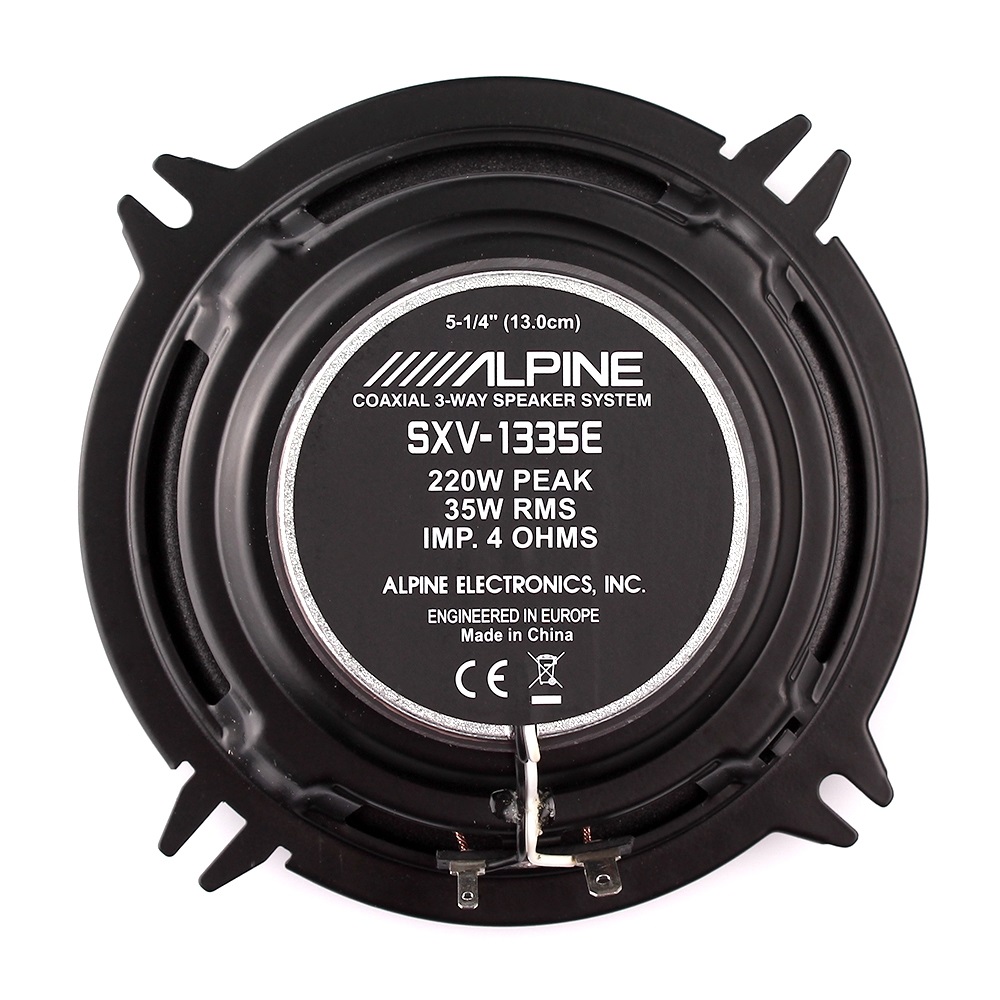 5-1/4" (13.0cm)
ALPINE
COAXIAL 3-WAY SPEAKER SYSTEM
SXV-1335E
220W PEAK
35W RMS
IMP. 4 OHMS
ALPINE ELECTRONICS, INC.
ENGINEERED IN EUROPE
Made in China
CE